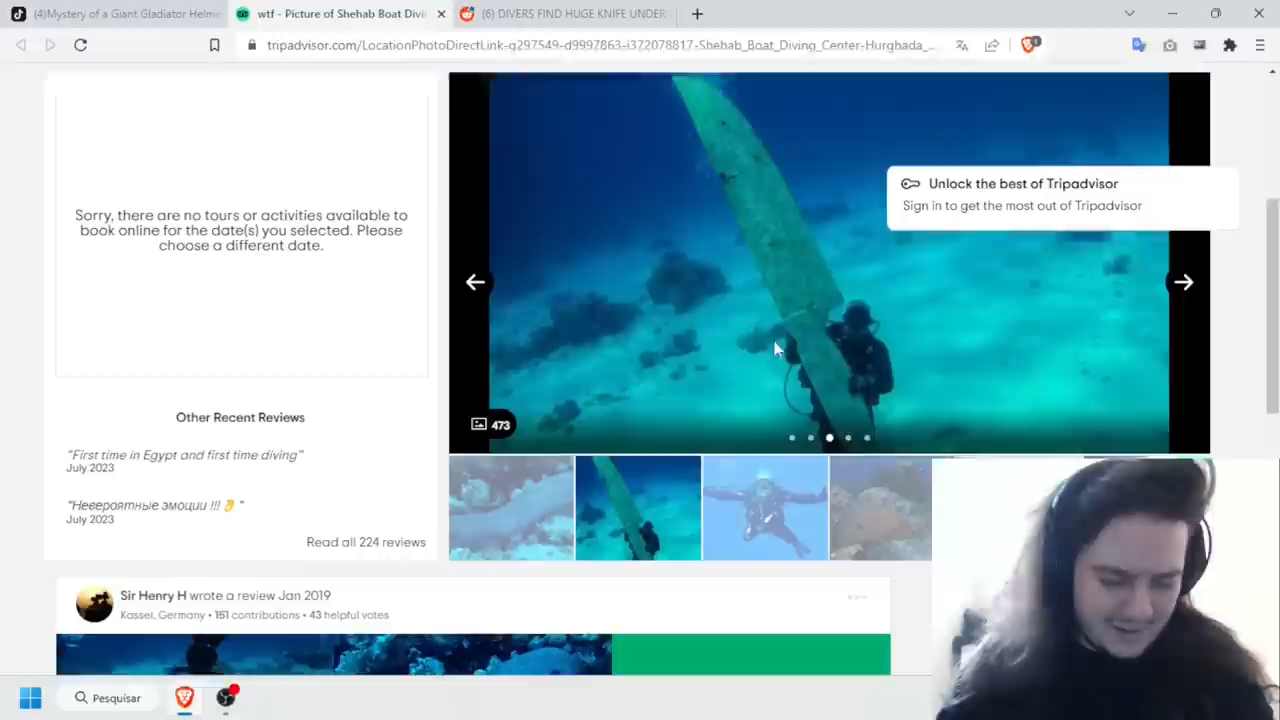 (4)Mystery of a Giant Gladiator Helme
wtf - Picture of Shehab Boat Divi
(6) DIVERS FIND HUGE KNIFE UNDER
tripadvisor.com/LocationPhotoDirectLink-g297549-d9997863-i372078817-Shehab_Boat_Diving_Center-Hurghada_...
1
Unlock the best of Tripadvisor
Sign in to get the most out of Tripadvisor
Sorry, there are no tours or activities available to
book online for the date(s) you selected. Please
choose a different date.
473
Other Recent Reviews
"First time in Egypt and first time diving"
July 2023
"Невероятные эмоции !!! 👌 "
July 2023
Read all 224 reviews
Sir Henry H wrote a review Jan 2019
Kassel, Germany • 151 contributions • 43 helpful votes
Pesquisar